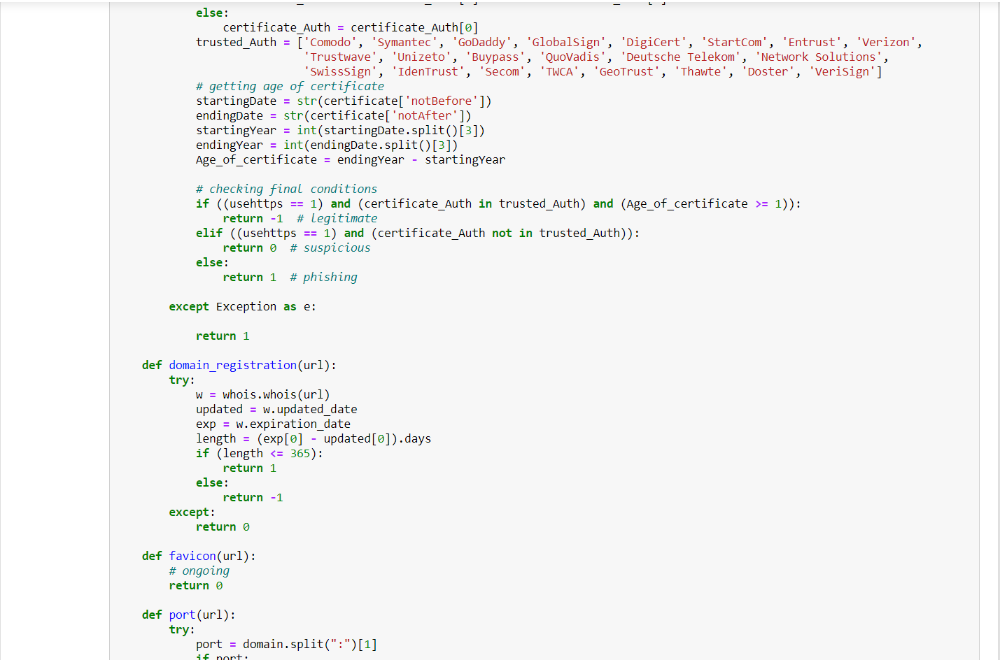 else:
certificate_Auth = certificate_Auth[0]
trusted_Auth = ['Comodo', 'Symantec', 'GoDaddy', 'GlobalSign', 'DigiCert', 'StartCom', 'Entrust', 'Verizon',
'Trustwave', 'Unizeto', 'Buypass', 'QuoVadis', 'Deutsche Telekom', 'Network Solutions',
'SwissSign', 'IdenTrust', 'Secom', 'TWCA', 'GeoTrust', 'Thawte', 'Doster', 'VeriSign']
# getting age of certificate
startingDate = str(certificate['notBefore'])
endingDate = str(certificate['notAfter'])
startingYear = int(startingDate.split()[3])
endingYear = int(endingDate.split()[3])
Age_of_certificate = endingYear - startingYear
# checking final conditions
if ((usehttps == 1) and (certificate_Auth in trusted_Auth) and (Age_of_certificate >= 1)):
return -1  # legitimate
elif ((usehttps == 1) and (certificate_Auth not in trusted_Auth)):
return 0  # suspicious
else:
return 1  # phishing
except Exception as e:
return 1
def domain_registration(url):
try:
w = whois.whois(url)
updated = w.updated_date
exp = w.expiration_date
length = (exp[0] - updated[0]).days
if (length <= 365):
return 1
else:
return -1
except:
return 0
def favicon(url):
# ongoing
return 0
def port(url):
try:
port = domain.split(":")[1]
if port: